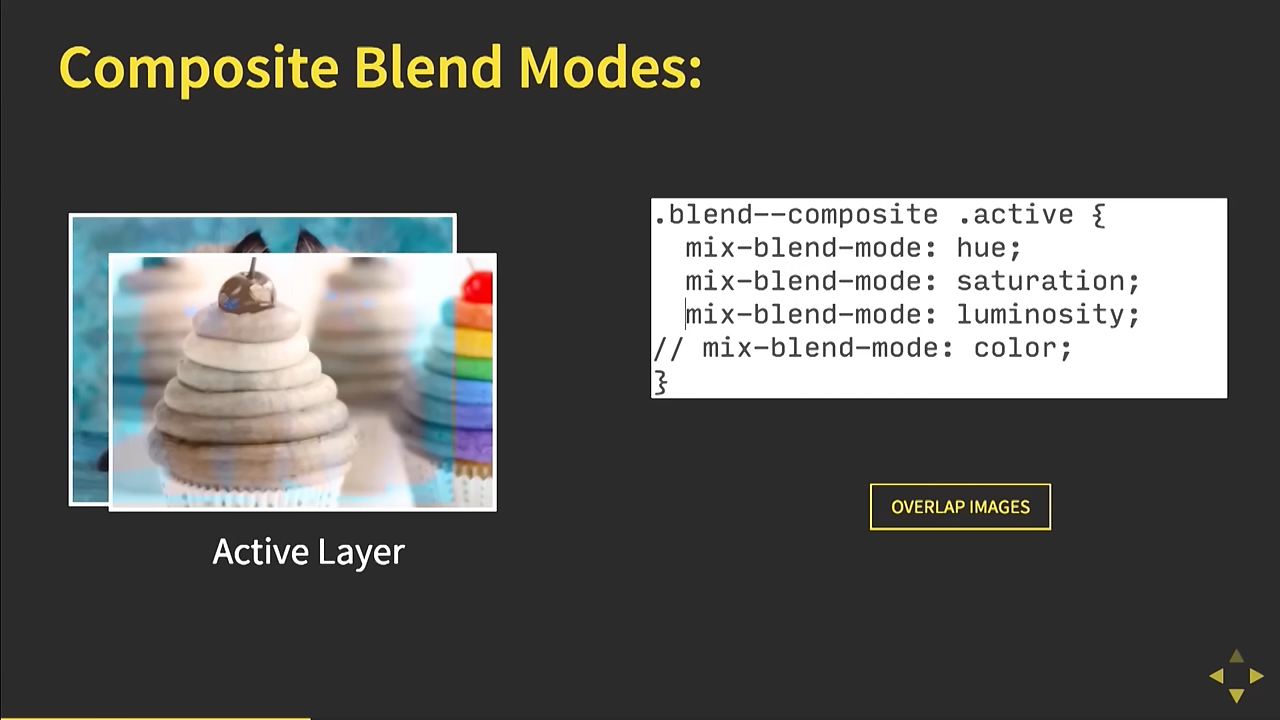 Composite Blend Modes:
.blend--composite .active {
mix-blend-mode: hue;
mix-blend-mode: saturation;
mix-blend-mode: luminosity;
// mix-blend-mode: color;
}
OVERLAP IMAGES
Active Layer